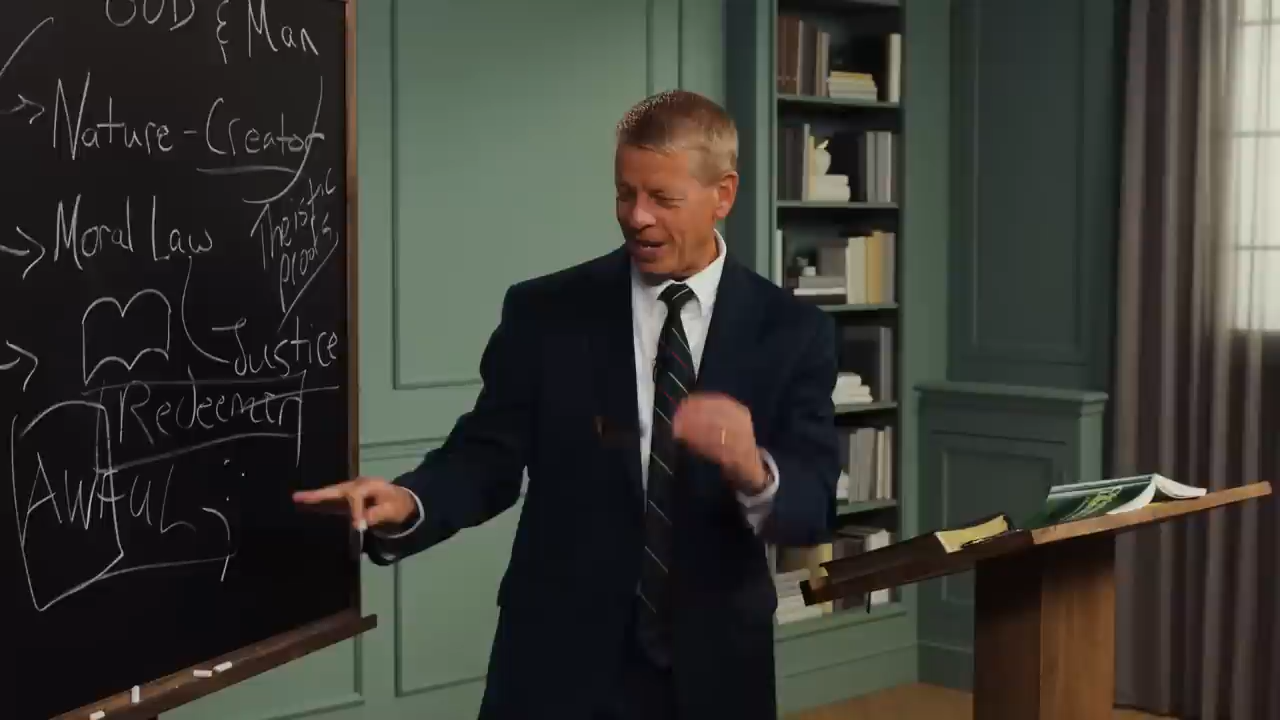 GOD & Man
Nature - Creator
Theistic
proofs
Moral Law
Justice
Redeemer
AWFUL